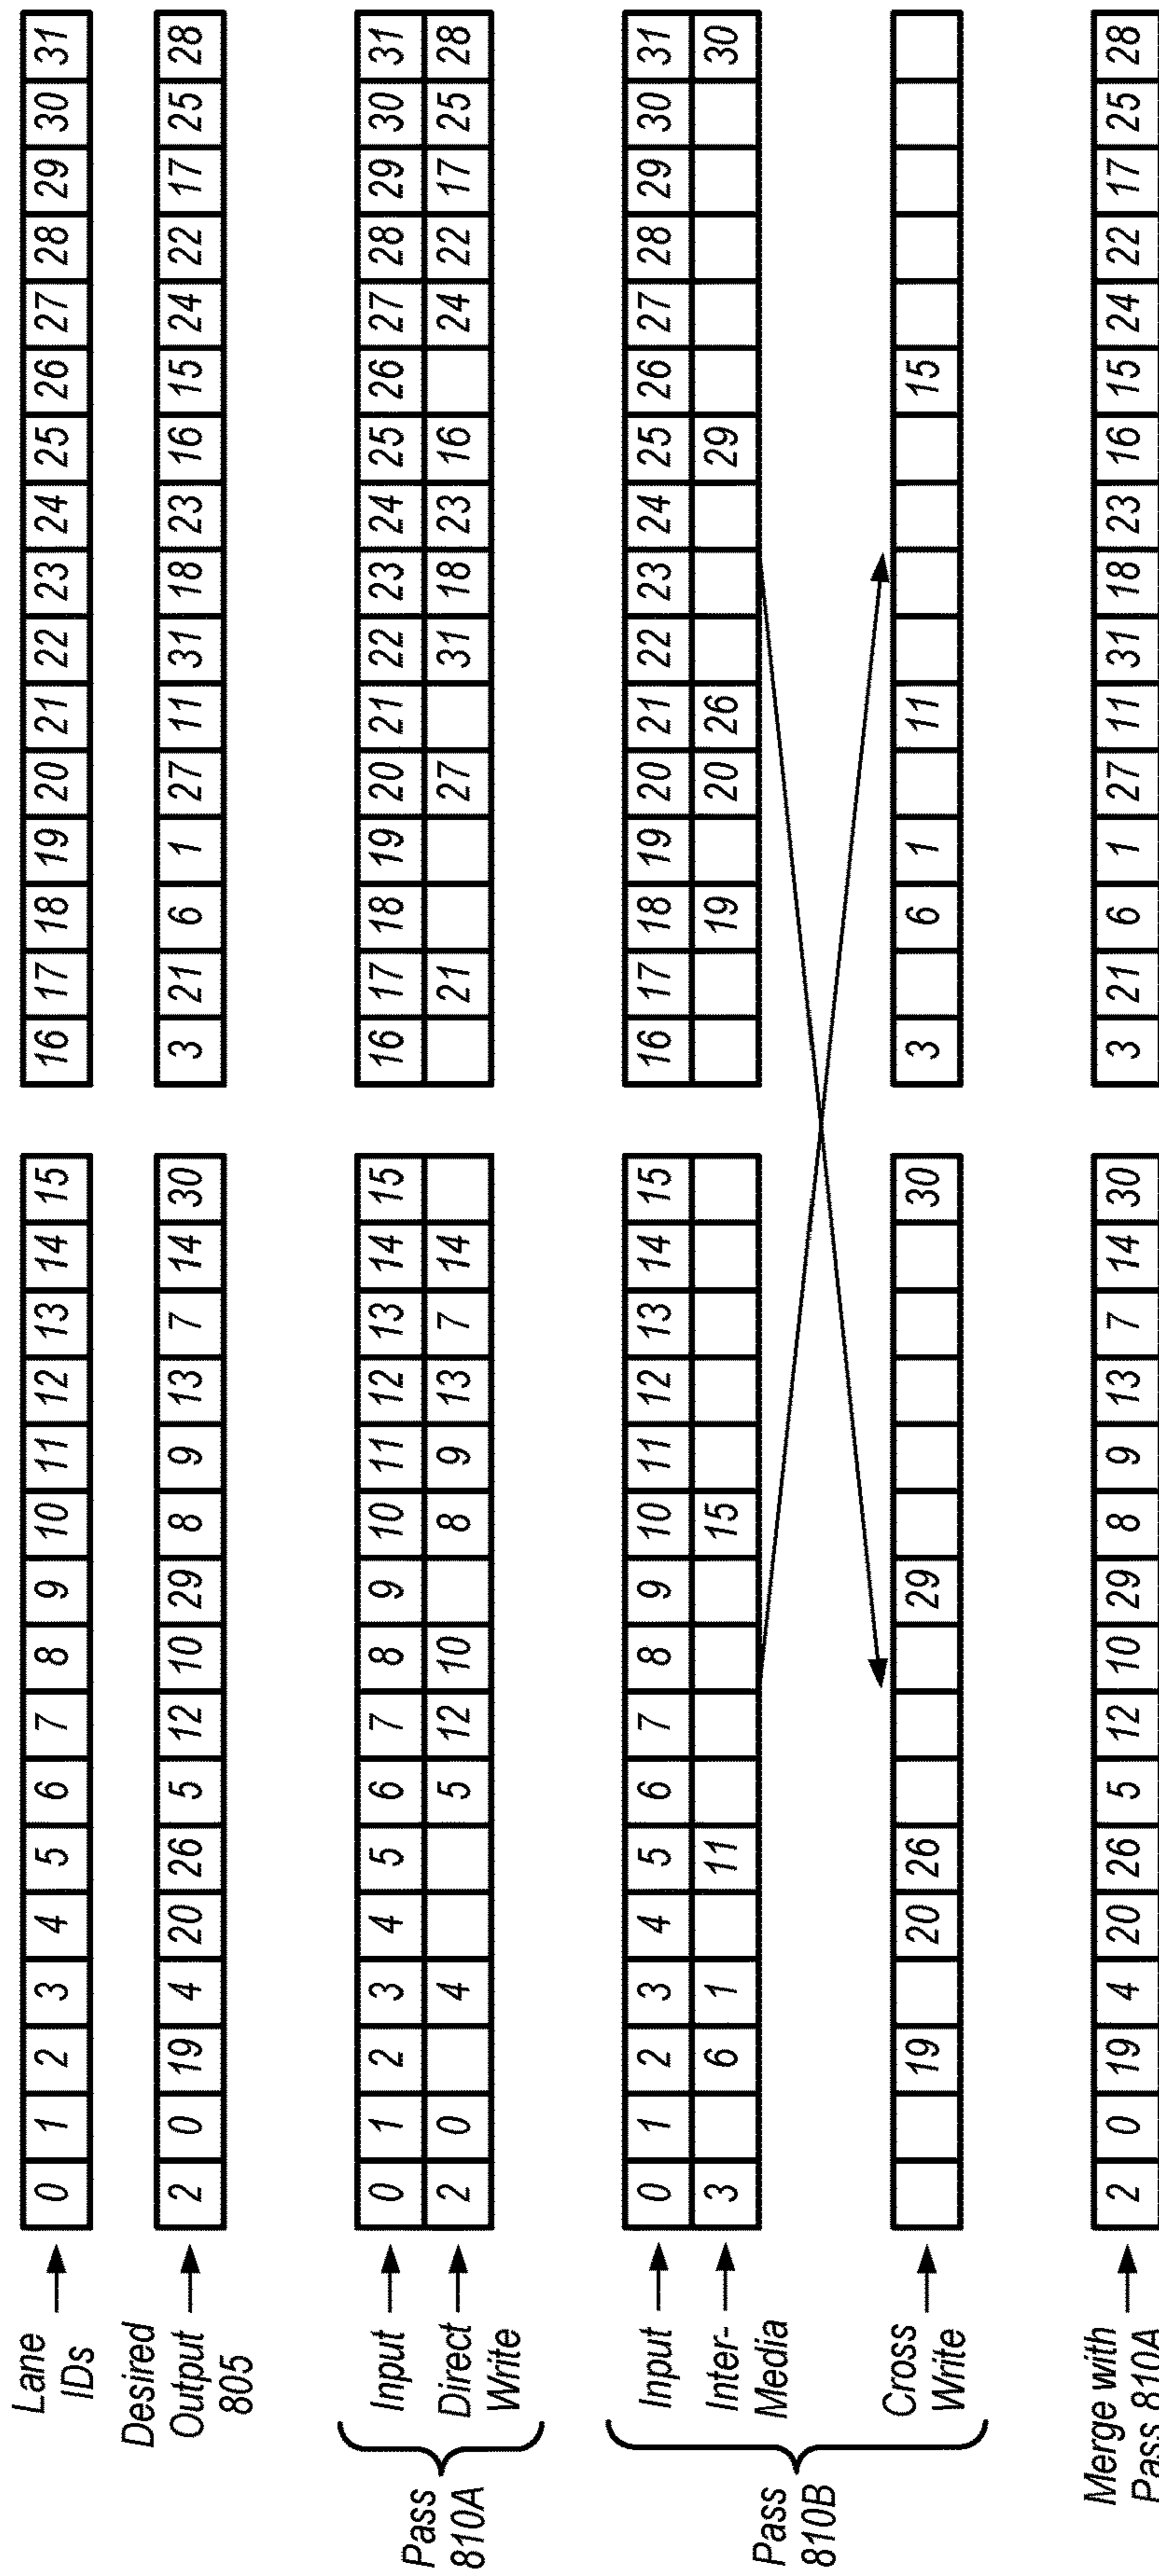 Lane IDs → 0 1 2 3 4 5 6 7 8 9 10 11 12 13 14 15 16 17 18 19 20 21 22 23 24 25 26 27 28 29 30 31
Desired Output 805 → 2 0 19 4 20 26 5 12 10 29 8 9 13 7 14 30 3 21 6 1 27 11 31 18 23 16 15 24 22 17 25 28
Pass 810A
Input → 0 1 2 3 4 5 6 7 8 9 10 11 12 13 14 15 16 17 18 19 20 21 22 23 24 25 26 27 28 29 30 31
Direct Write → 2 0 4 5 12 10 8 9 13 7 14 21 27 31 18 23 16 24 22 17 25 28
Pass 810B
Input → 0 1 2 3 4 5 6 7 8 9 10 11 12 13 14 15 16 17 18 19 20 21 22 23 24 25 26 27 28 29 30 31
Inter-Media → 3 6 1 11 15 19 20 26 29 30
Cross Write → 19 20 26 29 30 3 6 1 11 15
Merge with Pass 810A → 2 0 19 4 20 26 5 12 10 29 8 9 13 7 14 30 3 21 6 1 27 11 31 18 23 16 15 24 22 17 25 28